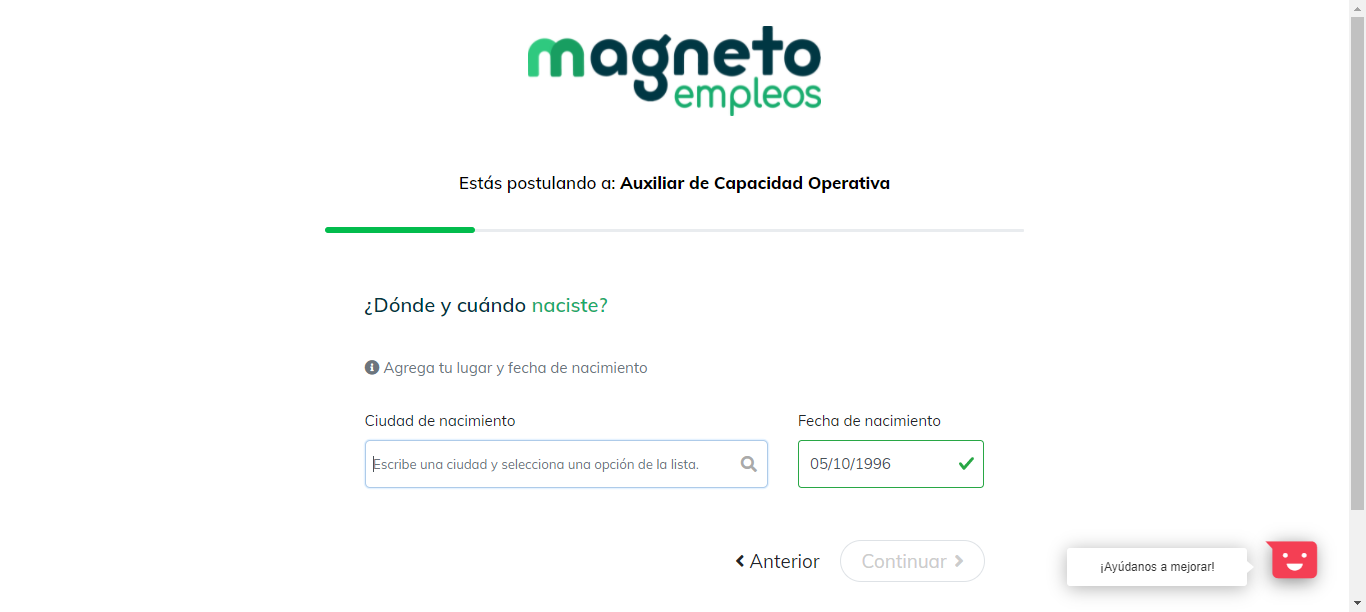 magneto
empleos
Estás postulando a: Auxiliar de Capacidad Operativa
¿Dónde y cuándo naciste?
Agrega tu lugar y fecha de nacimiento
Ciudad de nacimiento
Fecha de nacimiento
Escribe una ciudad y selecciona una opción de la lista.
05/10/1996
Anterior
Continuar
¡Ayúdanos a mejorar!